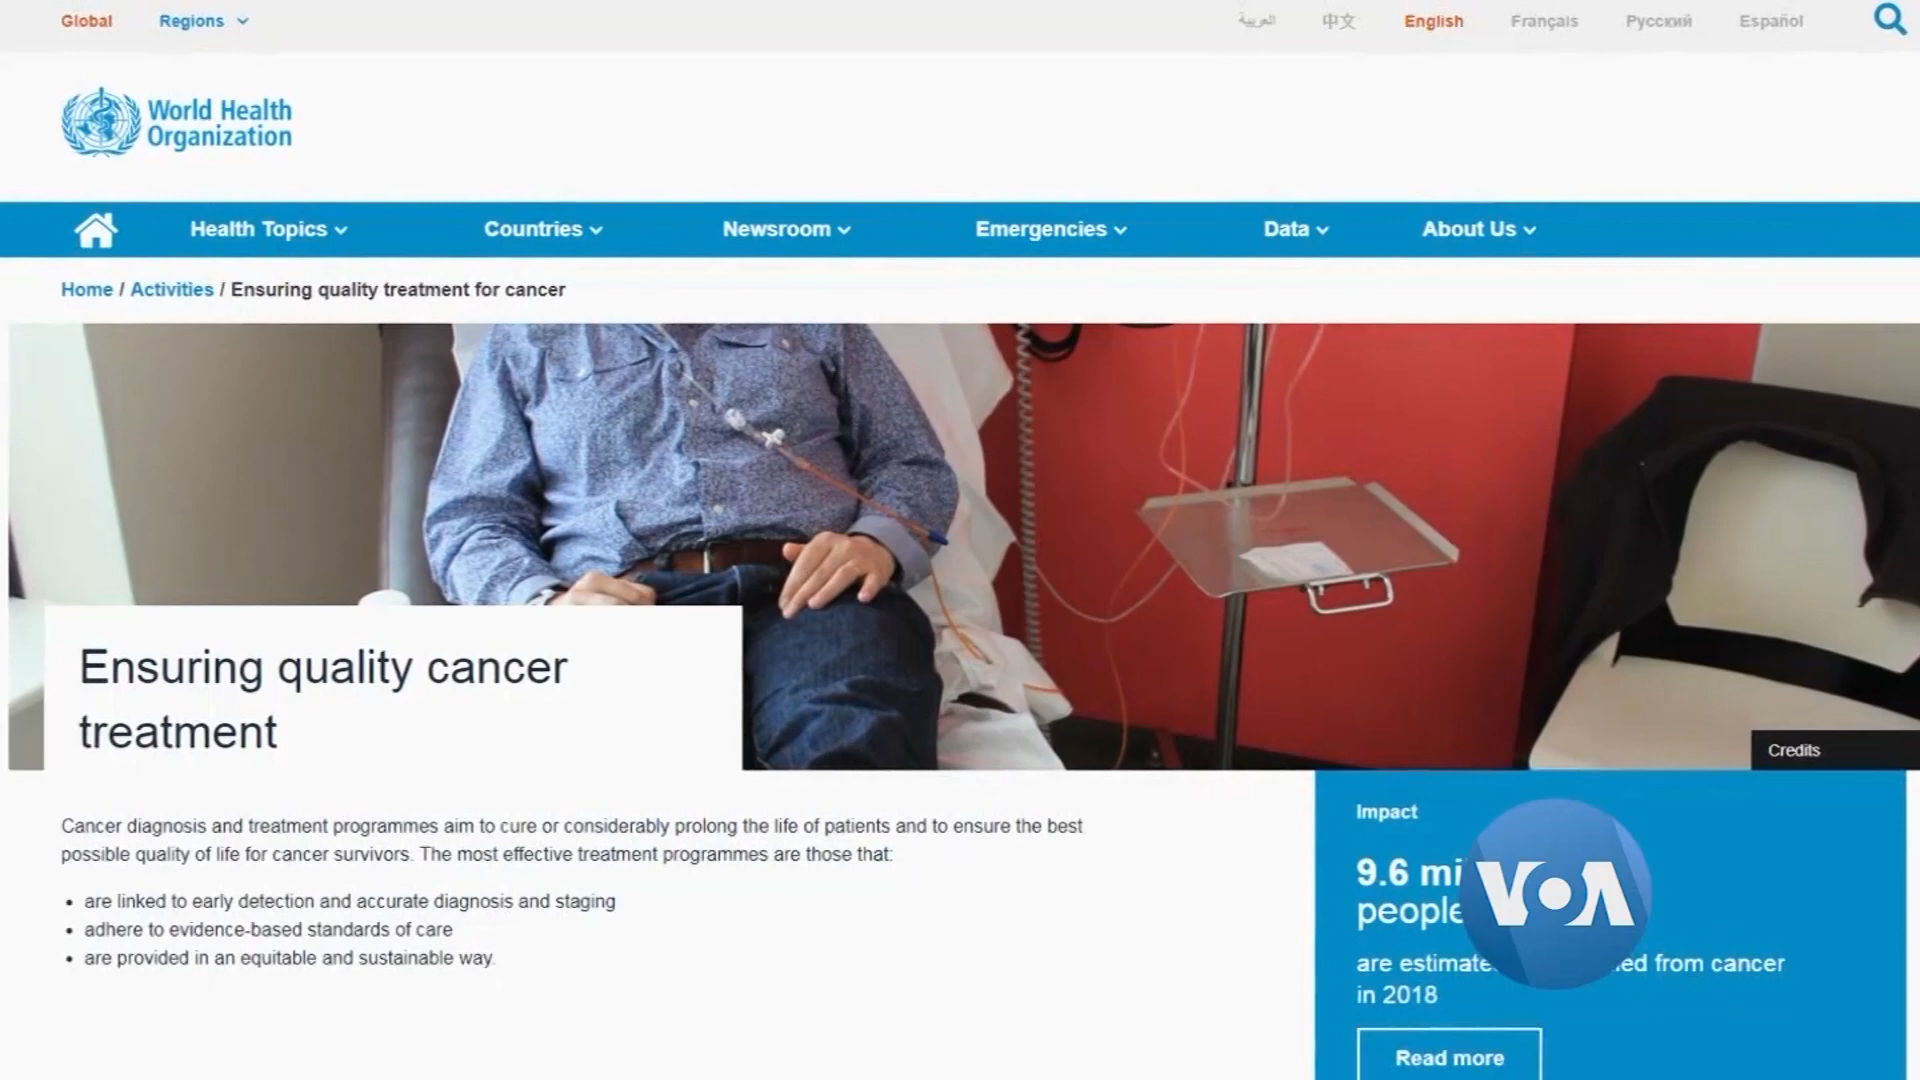 Global Regions العربية 中文 English Français Русский Español
World Health
Organization
Health Topics Countries Newsroom Emergencies Data About Us
Home / Activities / Ensuring quality treatment for cancer
Ensuring quality cancer
treatment
Credits
Cancer diagnosis and treatment programmes aim to cure or considerably prolong the life of patients and to ensure the best
possible quality of life for cancer survivors. The most effective treatment programmes are those that:
• are linked to early detection and accurate diagnosis and staging
• adhere to evidence-based standards of care
• are provided in an equitable and sustainable way.
Impact
9.6
people
are from cancer
in 2018
Read more
VOA